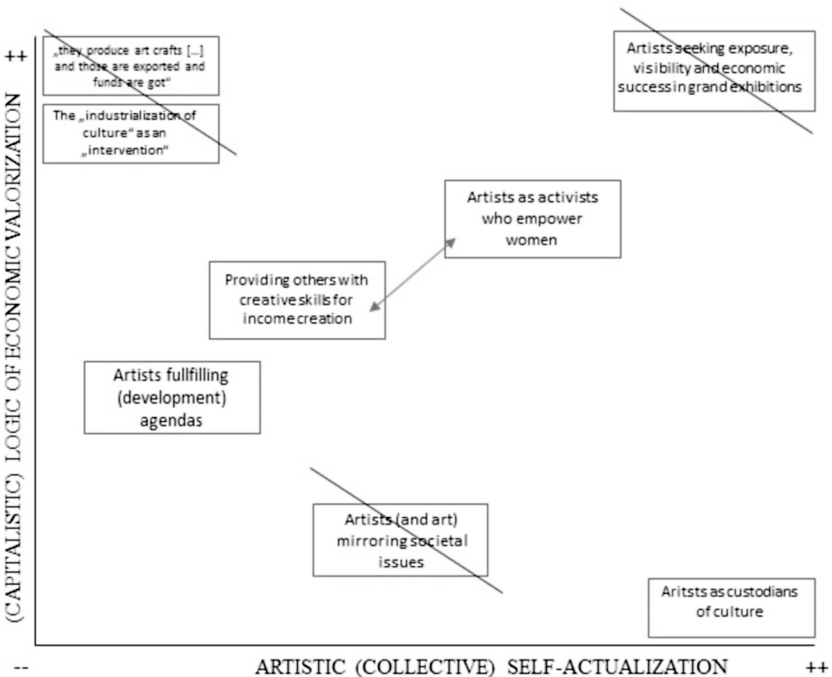 ++
(CAPITALISTIC) LOGIC OF ECONOMIC VALORIZATION
„they produce art crafts […]
and those are exported and
funds are got“
The „industrialization of
culture“ as an
„intervention“
Artists seeking exposure,
visibility and economic
success in grand exhibitions
Artists as activists
who empower
women
Providing others with
creative skills for
income creation
Artists fullfilling
(development)
agendas
Artists (and art)
mirroring societal
issues
Aritsts as custodians
of culture
--
ARTISTIC (COLLECTIVE) SELF-ACTUALIZATION
++